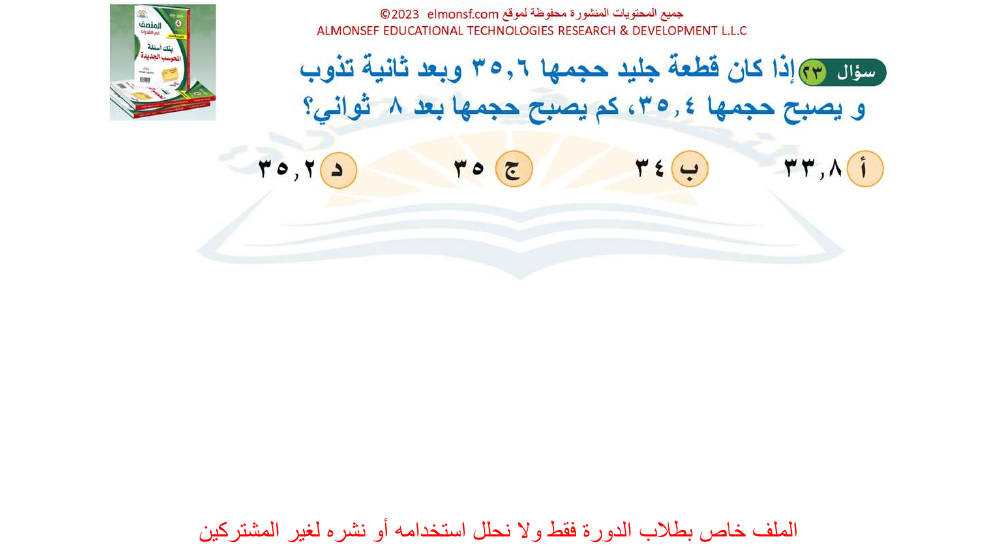 جميع المحتويات المنشورة محفوظة لموقع elmonsf.com ©2023
ALMONSEF EDUCATIONAL TECHNOLOGIES RESEARCH & DEVELOPMENT L.L.C
المنصف
بنك أسئلة
المحوسب الجديدة
سؤال ٢٣ إذا كان قطعة جليد حجمها ٣٥,٦ وبعد ثانية تذوب
و يصبح حجمها ٣٥,٤، كم يصبح حجمها بعد ٨ ثواني؟
أ ٣٣,٨ ب ٣٤ ج ٣٥ د ٣٥,٢
الملف خاص بطلاب الدورة فقط ولا نحلل استخدامه أو نشره لغير المشتركين